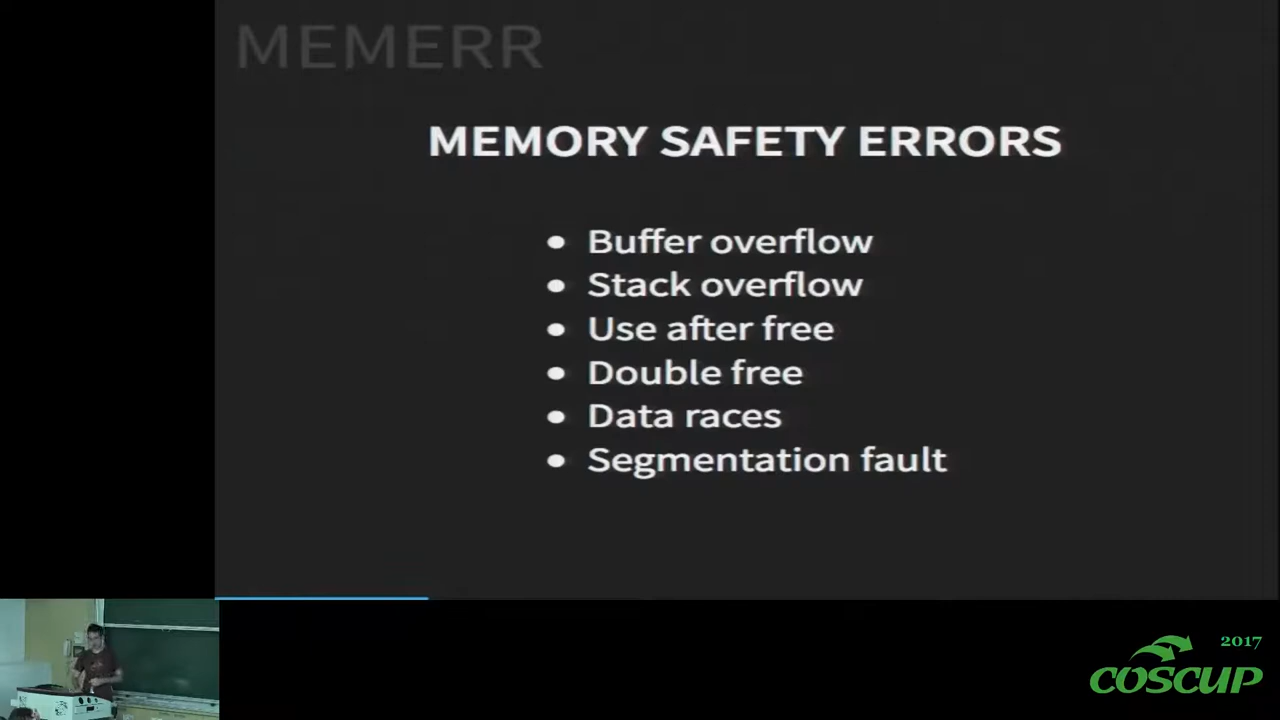 MEMERR
MEMORY SAFETY ERRORS
• Buffer overflow
• Stack overflow
• Use after free
• Double free
• Data races
• Segmentation fault
2017
COSCUP